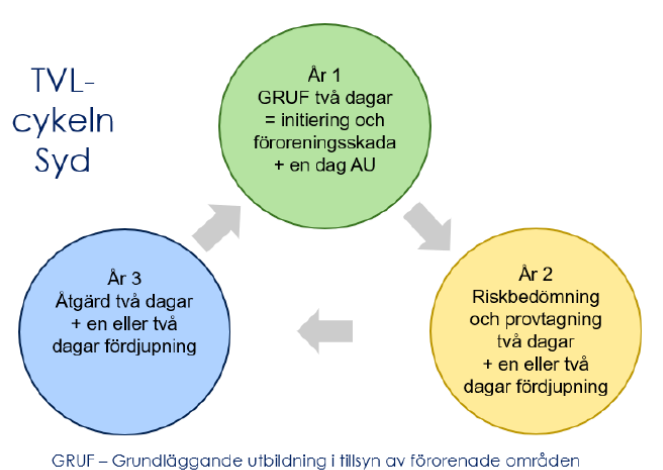 TVL-
cykeln
Syd
År 1
GRUF två dagar
= initiering och
föroreningsskada
+ en dag AU
År 2
Riskbedömning
och provtagning
två dagar
+ en eller två
dagar fördjupning
År 3
Åtgärd två dagar
+ en eller två
dagar fördjupning
GRUF – Grundläggande utbildning i tillsyn av förorenade områden